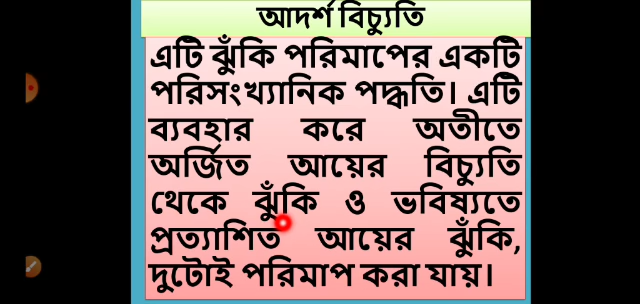 আদর্শ বিচ্যুতি
এটি ঝুঁকি পরিমাপের একটি
পরিসংখ্যানিক পদ্ধতি। এটি
ব্যবহার করে অতীতে
অর্জিত আয়ের বিচ্যুতি
থেকে ঝুঁকি ও ভবিষ্যতে
প্রত্যাশিত আয়ের ঝুঁকি,
দুটোই পরিমাপ করা যায়।